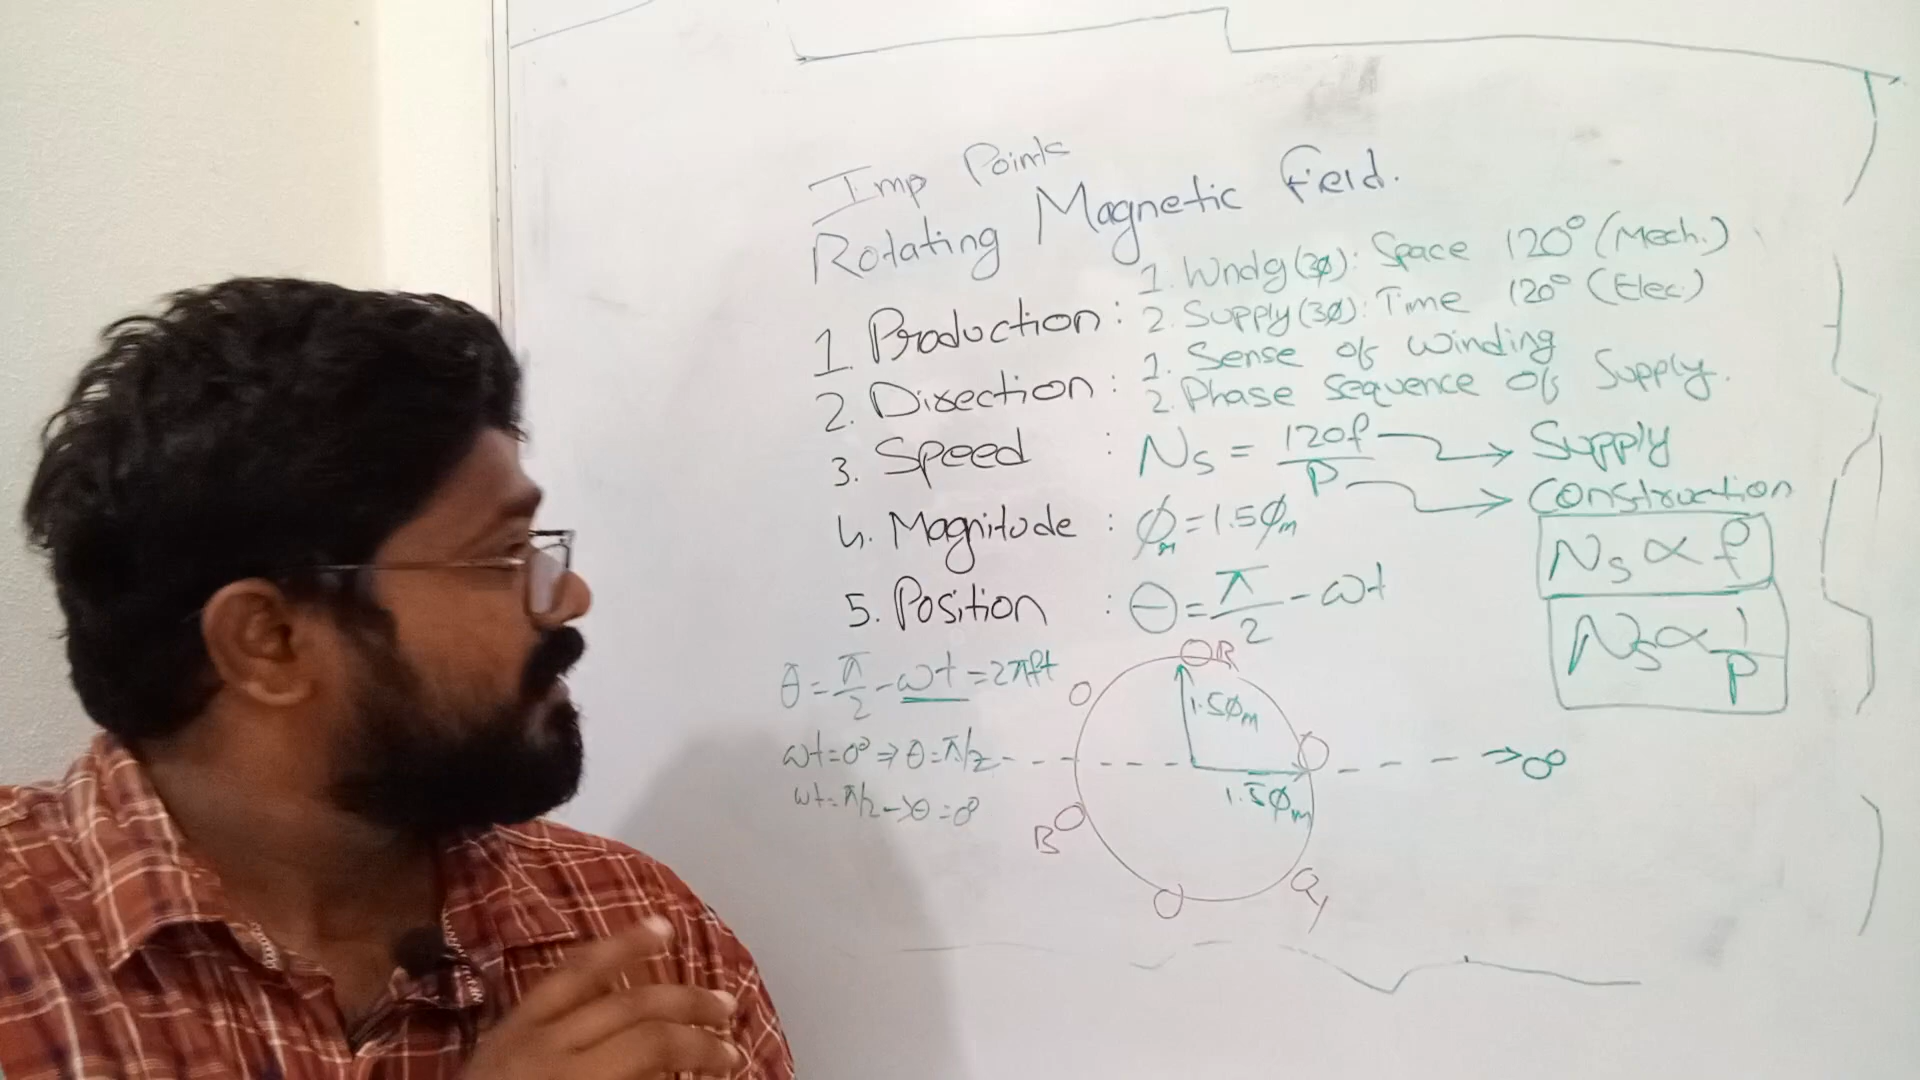 Imp Points
Rotating Magnetic Field.
1. Production : 1. Wndg(3φ): Space 120° (Mech.)
2. Supply(3φ): Time 120° (Elec.)
2. Direction : 1. Sense of winding
2. Phase sequence of Supply.
3. Speed : Ns = 120f/P → Supply
→ Construction
4. Magnitude : φm = 1.5φm
Ns ∝ f
5. Position : θ = π/2 - ωt
Ns ∝ 1/P
θ = π/2 - ωt = 2πft
R
1.5φm
ωt = 0° ⇒ θ = π/2
→ 0°
ωt = π/2 → θ = 0°
1.5φm
B
Y